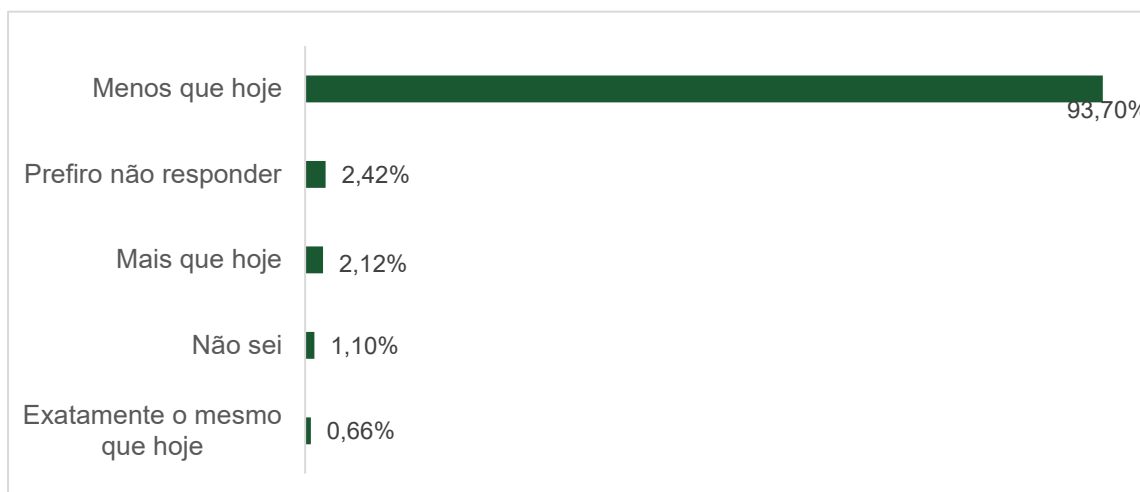 Menos que hoje
93,70%
Prefiro não responder
2,42%
Mais que hoje
2,12%
Não sei
1,10%
Exatamente o mesmo
que hoje
0,66%